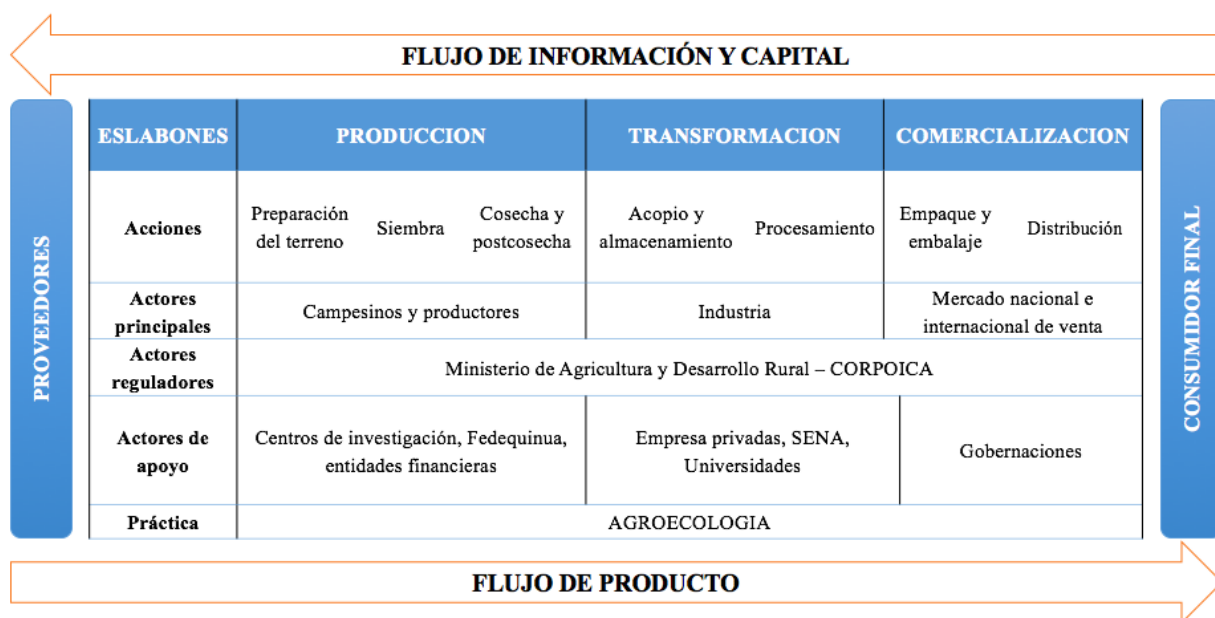 FLUJO DE INFORMACIÓN Y CAPITAL
PROVEEDORES
ESLABONES PRODUCCION TRANSFORMACION COMERCIALIZACION
Acciones
Preparación
del terreno
Siembra
Cosecha y
postcosecha
Acopio y
almacenamiento
Procesamiento
Empaque y
embalaje
Distribución
Actores
principales
Campesinos y productores
Industria
Mercado nacional e
internacional de venta
Actores
reguladores
Ministerio de Agricultura y Desarrollo Rural – CORPOICA
Actores de
apoyo
Centros de investigación, Fedequinua,
entidades financieras
Empresa privadas, SENA,
Universidades
Gobernaciones
Práctica
AGROECOLOGIA
CONSUMIDOR FINAL
FLUJO DE PRODUCTO